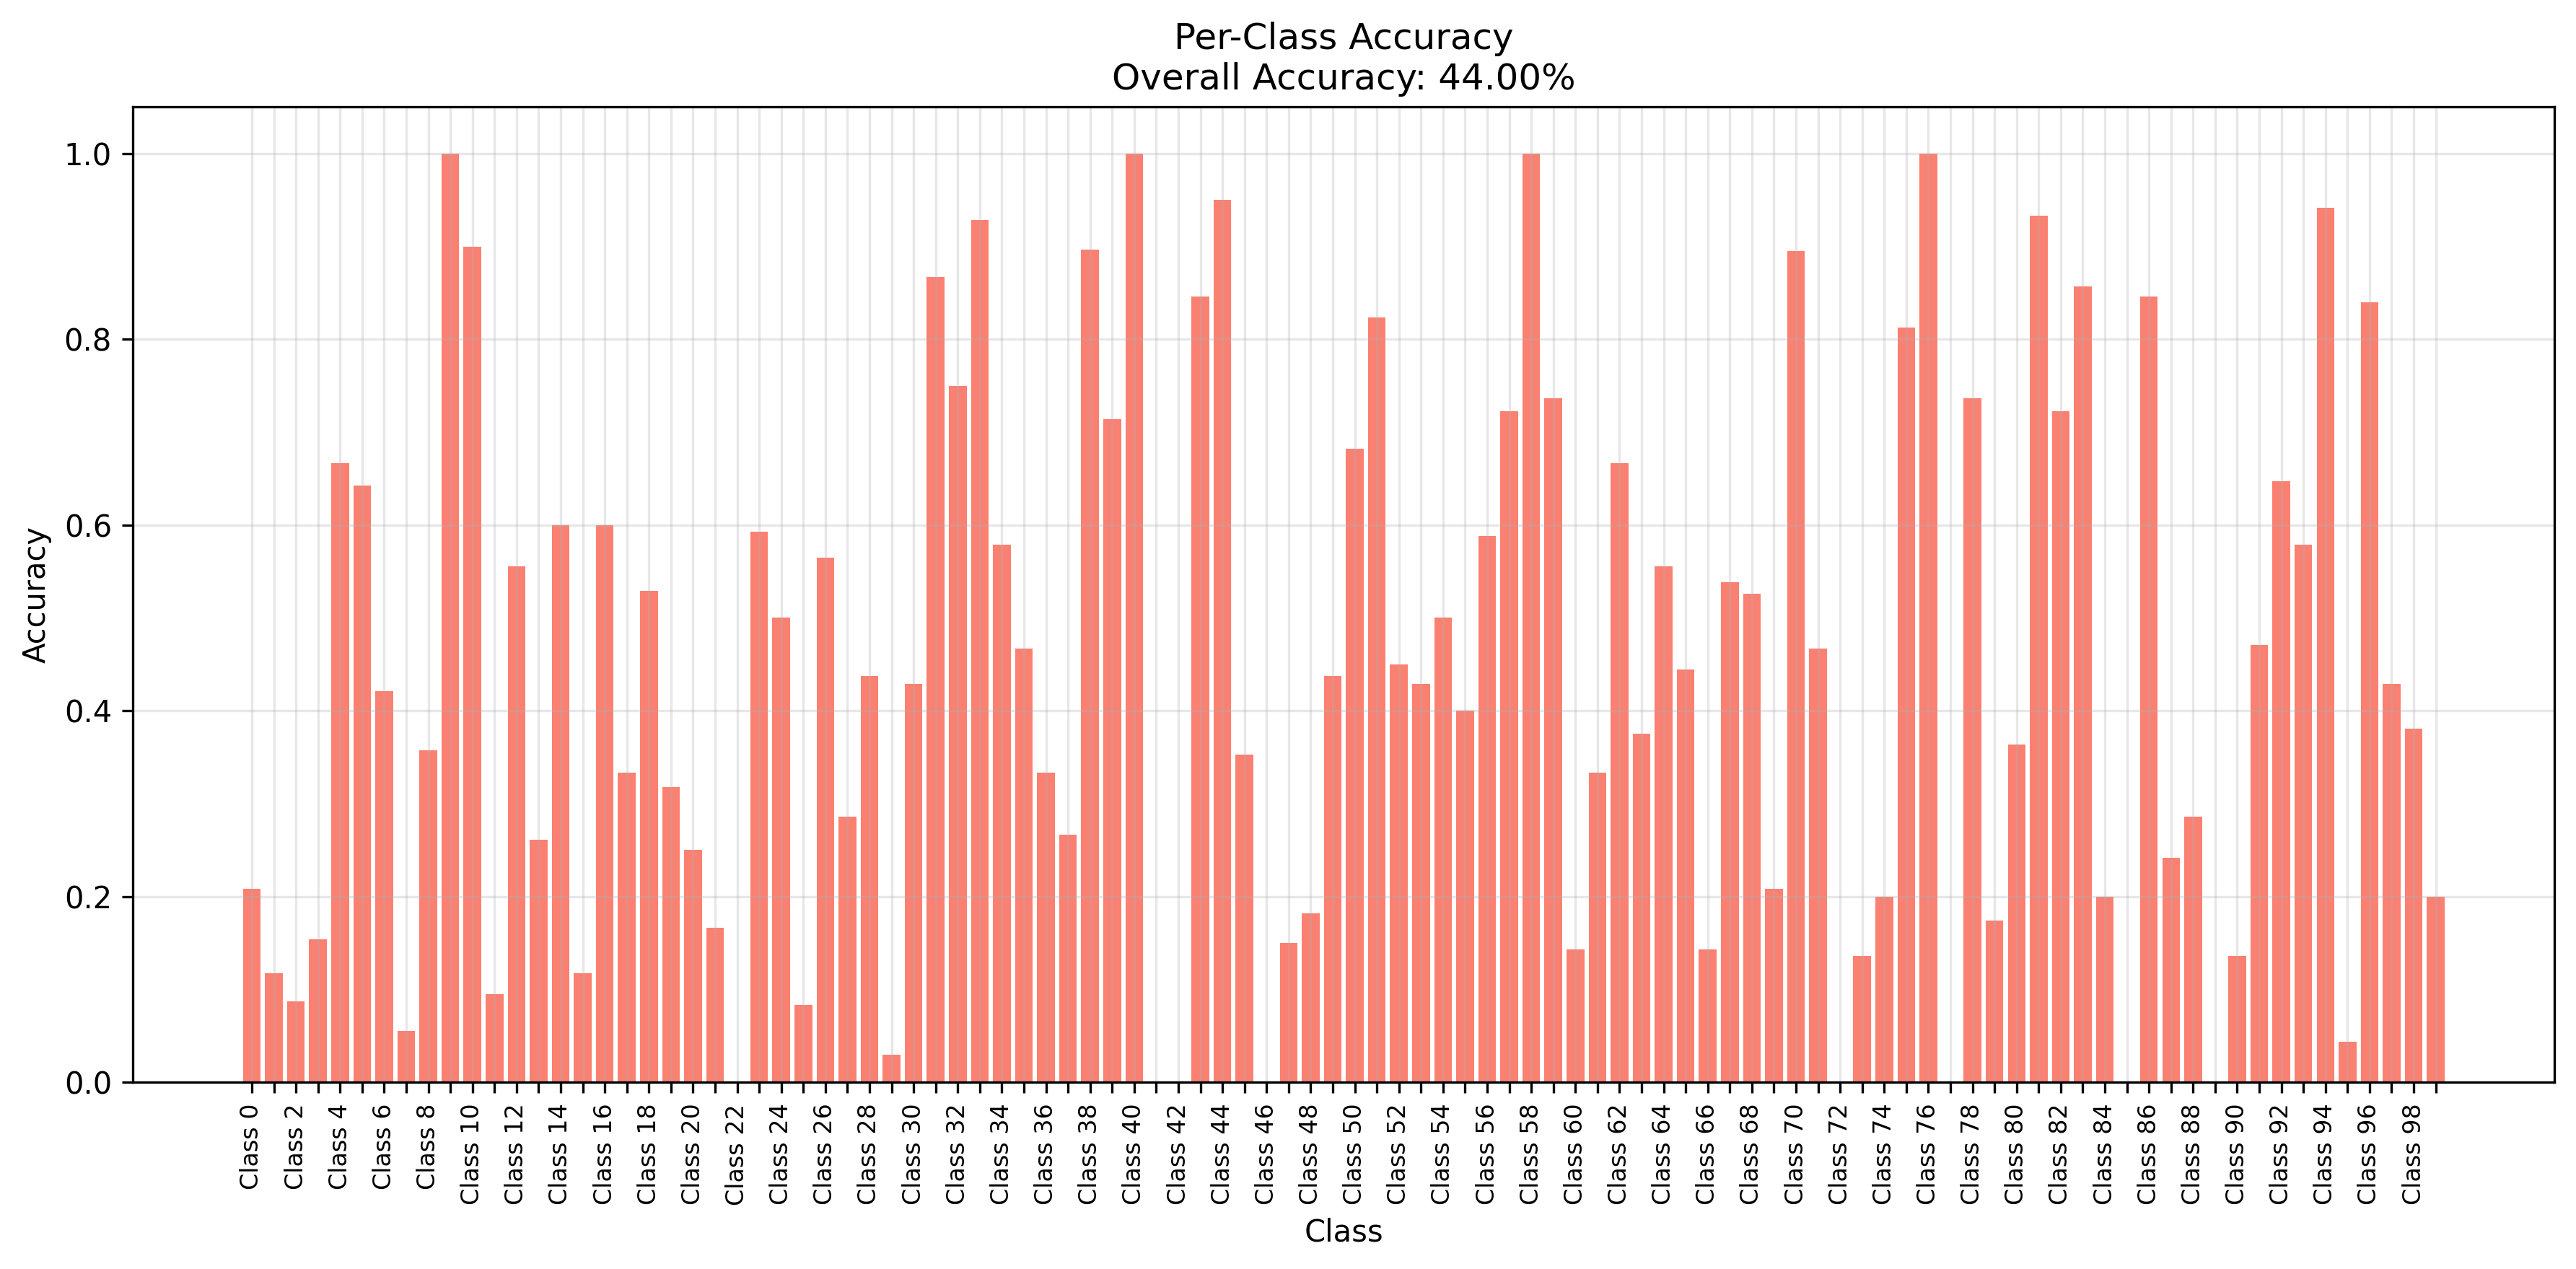 Per-Class Accuracy
Overall Accuracy: 44.00%
Accuracy
1.0
0.8
0.6
0.4
0.2
0.0
Class 0
Class 2
Class 4
Class 6
Class 8
Class 10
Class 12
Class 14
Class 16
Class 18
Class 20
Class 22
Class 24
Class 26
Class 28
Class 30
Class 32
Class 34
Class 36
Class 38
Class 40
Class 42
Class 44
Class 46
Class 48
Class 50
Class 52
Class 54
Class 56
Class 58
Class 60
Class 62
Class 64
Class 66
Class 68
Class 70
Class 72
Class 74
Class 76
Class 78
Class 80
Class 82
Class 84
Class 86
Class 88
Class 90
Class 92
Class 94
Class 96
Class 98
Class